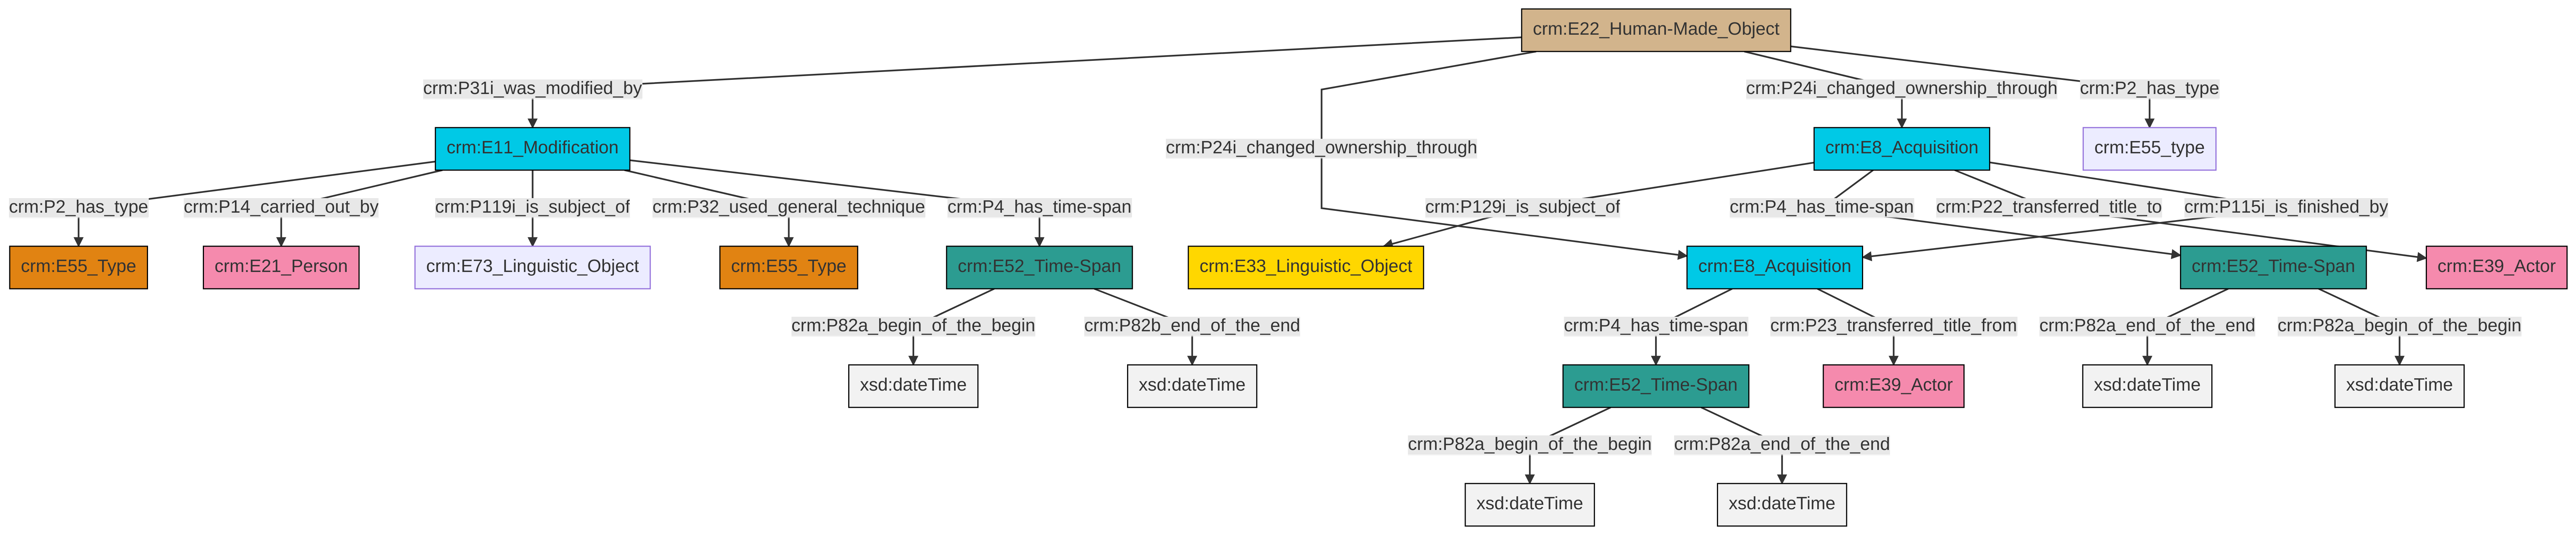 crm:E22_Human-Made_Object
crm:P31i_was_modified_by
crm:P24i_changed_ownership_through
crm:P2_has_type
crm:P24i_changed_ownership_through
crm:E11_Modification
crm:E8_Acquisition
crm:E55_type
crm:P2_has_type
crm:P14_carried_out_by
crm:P119i_is_subject_of
crm:P32_used_general_technique
crm:P4_has_time-span
crm:P129i_is_subject_of
crm:P4_has_time-span
crm:P22_transferred_title_to
crm:P115i_is_finished_by
crm:E55_Type
crm:E21_Person
crm:E73_Linguistic_Object
crm:E55_Type
crm:E52_Time-Span
crm:E33_Linguistic_Object
crm:E8_Acquisition
crm:E52_Time-Span
crm:E39_Actor
crm:P82a_begin_of_the_begin
crm:P82b_end_of_the_end
crm:P4_has_time-span
crm:P23_transferred_title_from
crm:P82a_end_of_the_end
crm:P82a_begin_of_the_begin
xsd:dateTime
xsd:dateTime
crm:E52_Time-Span
crm:E39_Actor
xsd:dateTime
xsd:dateTime
crm:P82a_begin_of_the_begin
crm:P82a_end_of_the_end
xsd:dateTime
xsd:dateTime